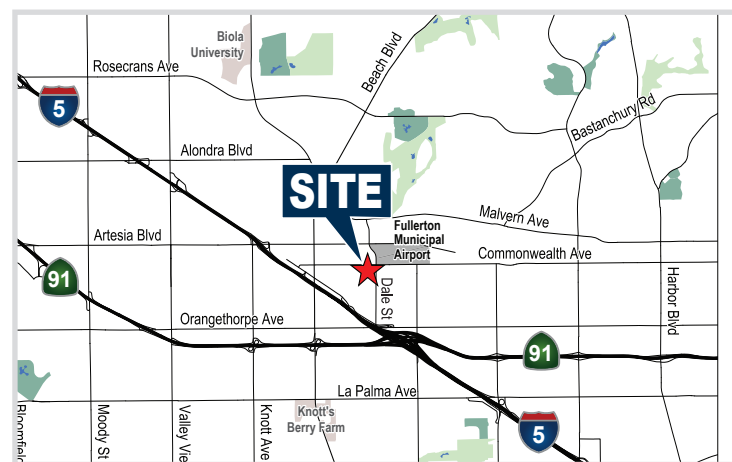 Biola
University
Beach Blvd
Rosecrans Ave
5
Bastanchury Rd
Alondra Blvd
SITE
Malvern Ave
Fullerton
Municipal
Airport
Artesia Blvd
Commonwealth Ave
91
Dale St
Harbor Blvd
Orangethorpe Ave
91
La Palma Ave
Knott's
Berry Farm
Bloomfield
Moody St
Valley Vie
Knott Ave
5